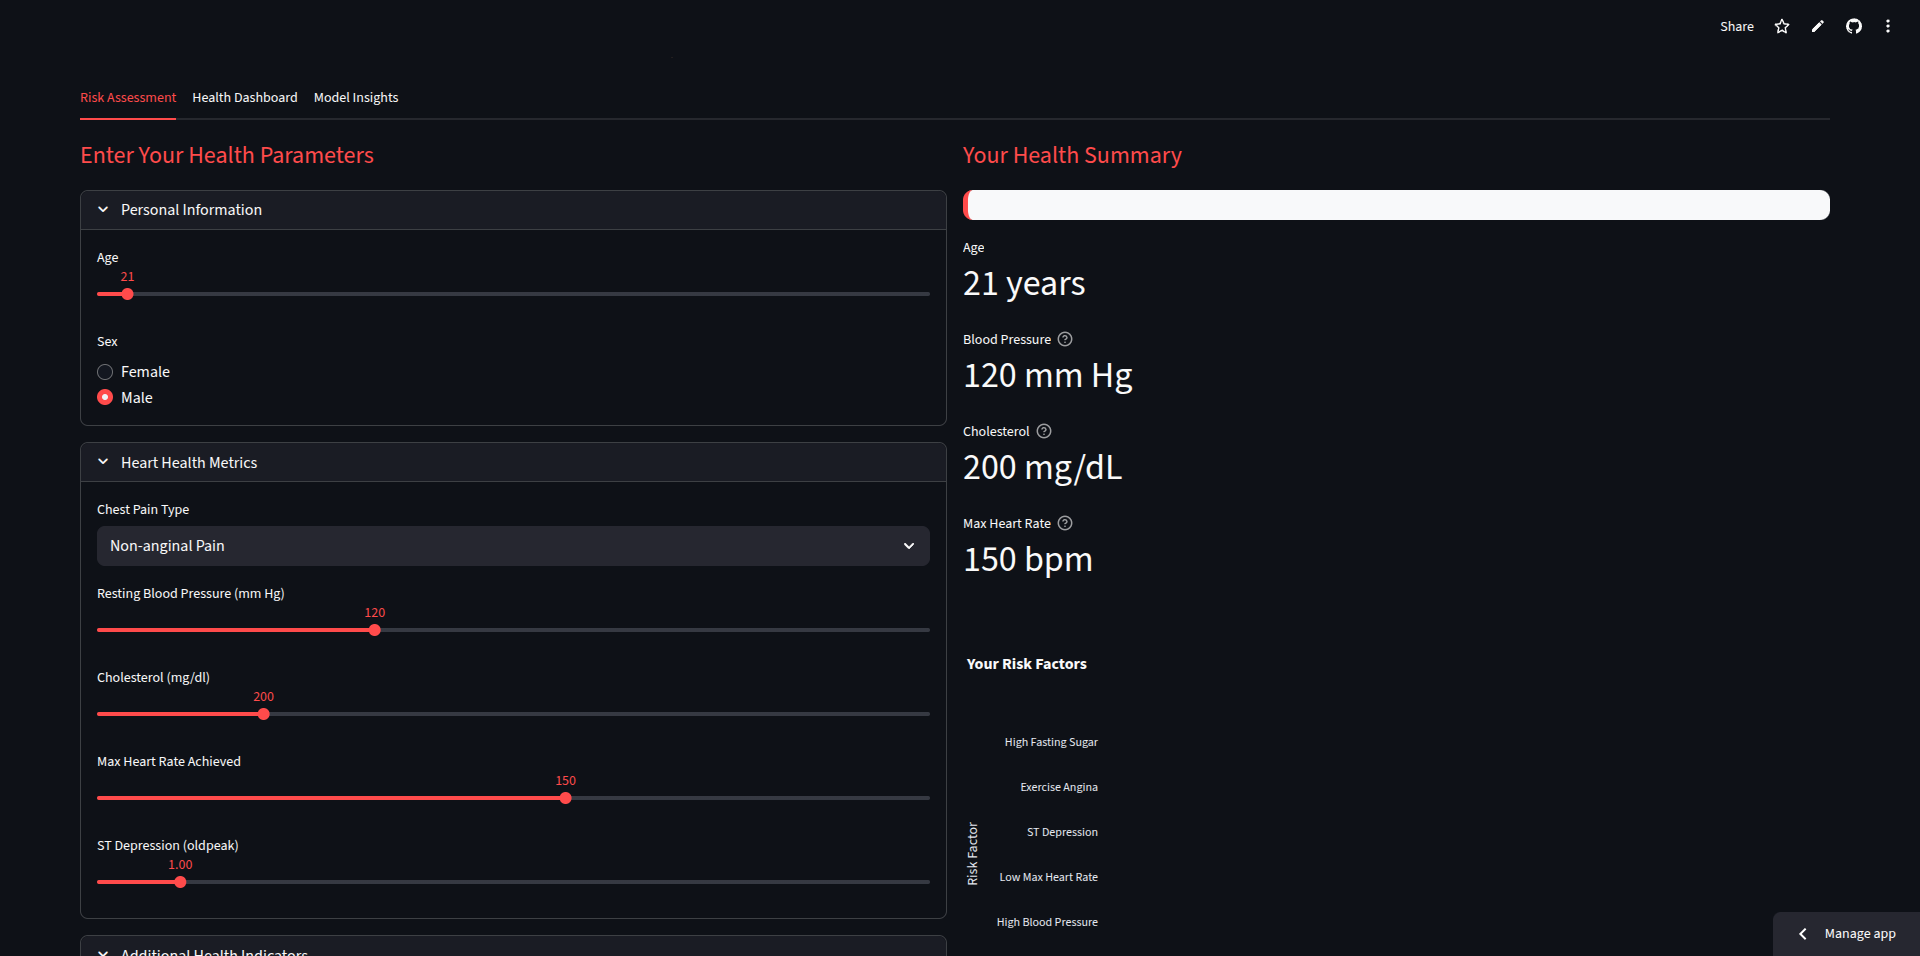 Share
Risk Assessment Health Dashboard Model Insights
Enter Your Health Parameters
Personal Information
Age
21
Sex
Female
Male
Heart Health Metrics
Chest Pain Type
Non-anginal Pain
Resting Blood Pressure (mm Hg)
120
Cholesterol (mg/dl)
200
Max Heart Rate Achieved
150
ST Depression (oldpeak)
1.00
Additional Health Indicators
Your Health Summary
Age
21 years
Blood Pressure
120 mm Hg
Cholesterol
200 mg/dL
Max Heart Rate
150 bpm
Your Risk Factors
High Fasting Sugar
Exercise Angina
ST Depression
Low Max Heart Rate
High Blood Pressure
Risk Factor
Manage app